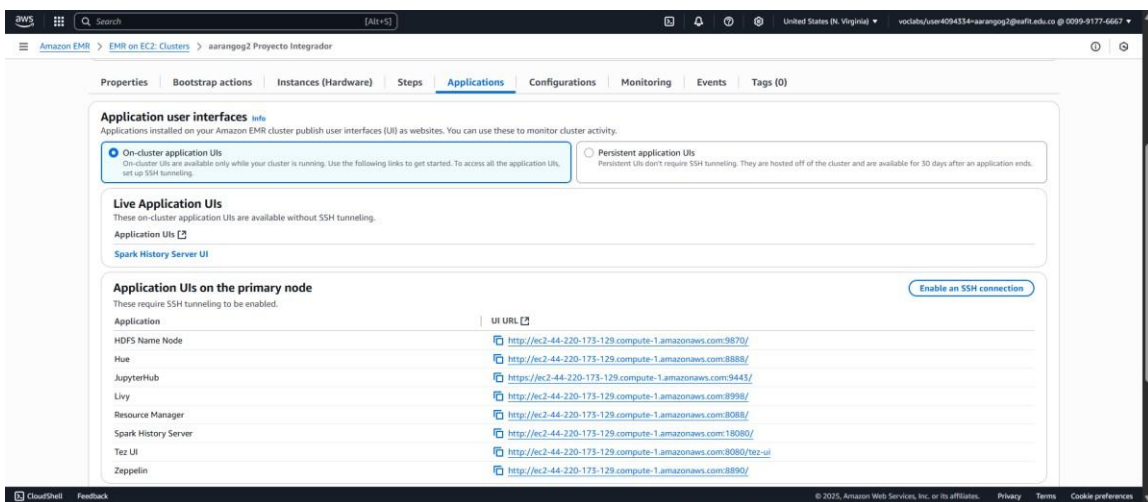 aws
Search [Alt+S]
United States (N. Virginia) voclabs/user4094334=aarangog2@eafit.edu.co @ 0099-9177-6667
Amazon EMR > EMR on EC2: Clusters > aarangog2 Proyecto Integrador
Properties Bootstrap actions Instances (Hardware) Steps Applications Configurations Monitoring Events Tags (0)
Application user interfaces Info
Applications installed on your Amazon EMR cluster publish user interfaces (UI) as websites. You can use these to monitor cluster activity.
On-cluster application UIs
On-cluster UIs are available only while your cluster is running. Use the following links to get started. To access all the application UIs,
set up SSH tunneling.
Persistent application UIs
Persistent UIs don't require SSH tunneling. They are hosted off of the cluster and are available for 30 days after an application ends.
Live Application UIs
These on-cluster application UIs are available without SSH tunneling.
Application UIs
Spark History Server UI
Application UIs on the primary node
Enable an SSH connection
These require SSH tunneling to be enabled.
Application UI URL
HDFS Name Node http://ec2-44-220-173-129.compute-1.amazonaws.com:9870/
Hue http://ec2-44-220-173-129.compute-1.amazonaws.com:8888/
JupyterHub https://ec2-44-220-173-129.compute-1.amazonaws.com:9443/
Livy http://ec2-44-220-173-129.compute-1.amazonaws.com:8998/
Resource Manager http://ec2-44-220-173-129.compute-1.amazonaws.com:8088/
Spark History Server http://ec2-44-220-173-129.compute-1.amazonaws.com:18080/
Tez UI http://ec2-44-220-173-129.compute-1.amazonaws.com:8080/tez-ui
Zeppelin http://ec2-44-220-173-129.compute-1.amazonaws.com:8890/
CloudShell Feedback © 2025, Amazon Web Services, Inc. or its affiliates. Privacy Terms Cookie preferences